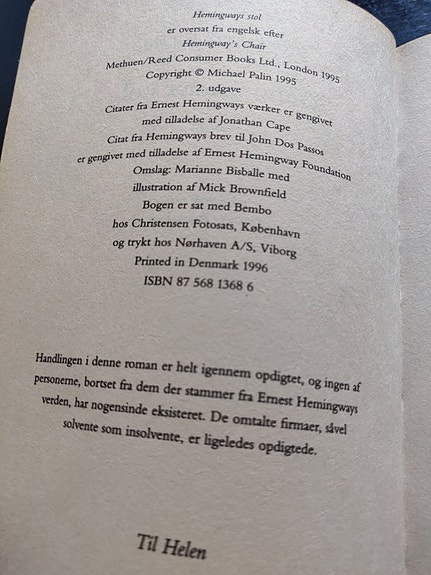 Hemingways stol
er oversat fra engelsk efter
Hemingway's Chair
Methuen/Reed Consumer Books Ltd., London 1995
Copyright © Michael Palin 1995
2. udgave
Citater fra Ernest Hemingways værker er gengivet
med tilladelse af Jonathan Cape
Citat fra Hemingways brev til John Dos Passos
er gengivet med tilladelse af Ernest Hemingway Foundation
Omslag: Marianne Bisballe med
illustration af Mick Brownfield
Bogen er sat med Bembo
hos Christensen Fotosats, København
og trykt hos Nørhaven A/S, Viborg
Printed in Denmark 1996
ISBN 87 568 1368 6
Handlingen i denne roman er helt igennem opdigtet, og ingen af
personerne, bortset fra dem der stammer fra Ernest Hemingways
verden, har nogensinde eksisteret. De omtalte firmaer, såvel
solvente som insolvente, er ligeledes opdigtede.
Til Helen